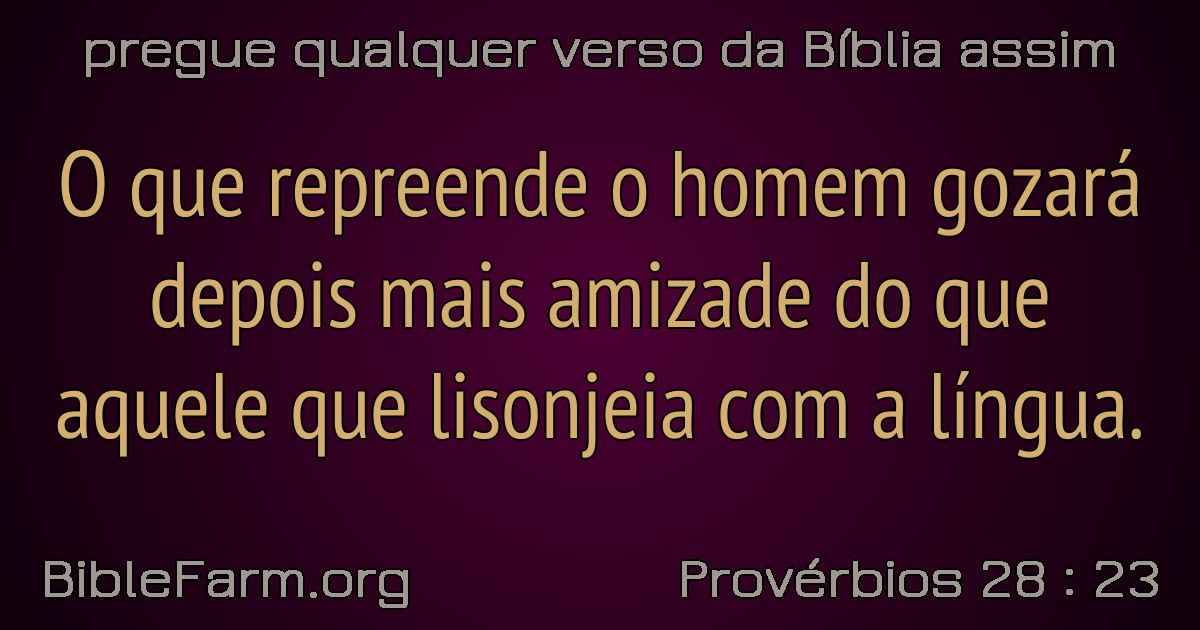 pregue qualquer verso da Bíblia assim
O que repreende o homem gozará
depois mais amizade do que
aquele que lisonjeia com a língua.
BibleFarm.org
Provérbios 28 : 23